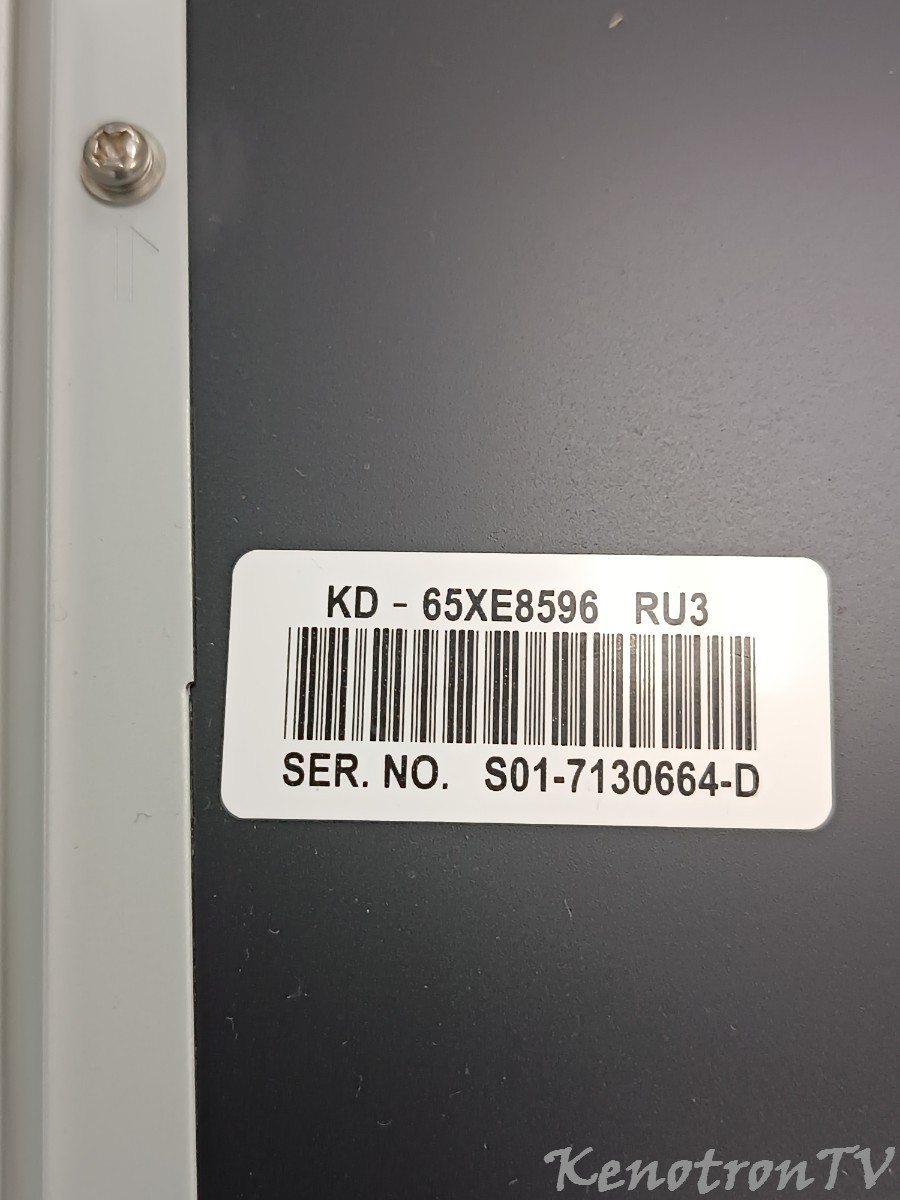 KD - 65XE8596 RU3
SER. NO. S01-7130664-D
KenotronTV